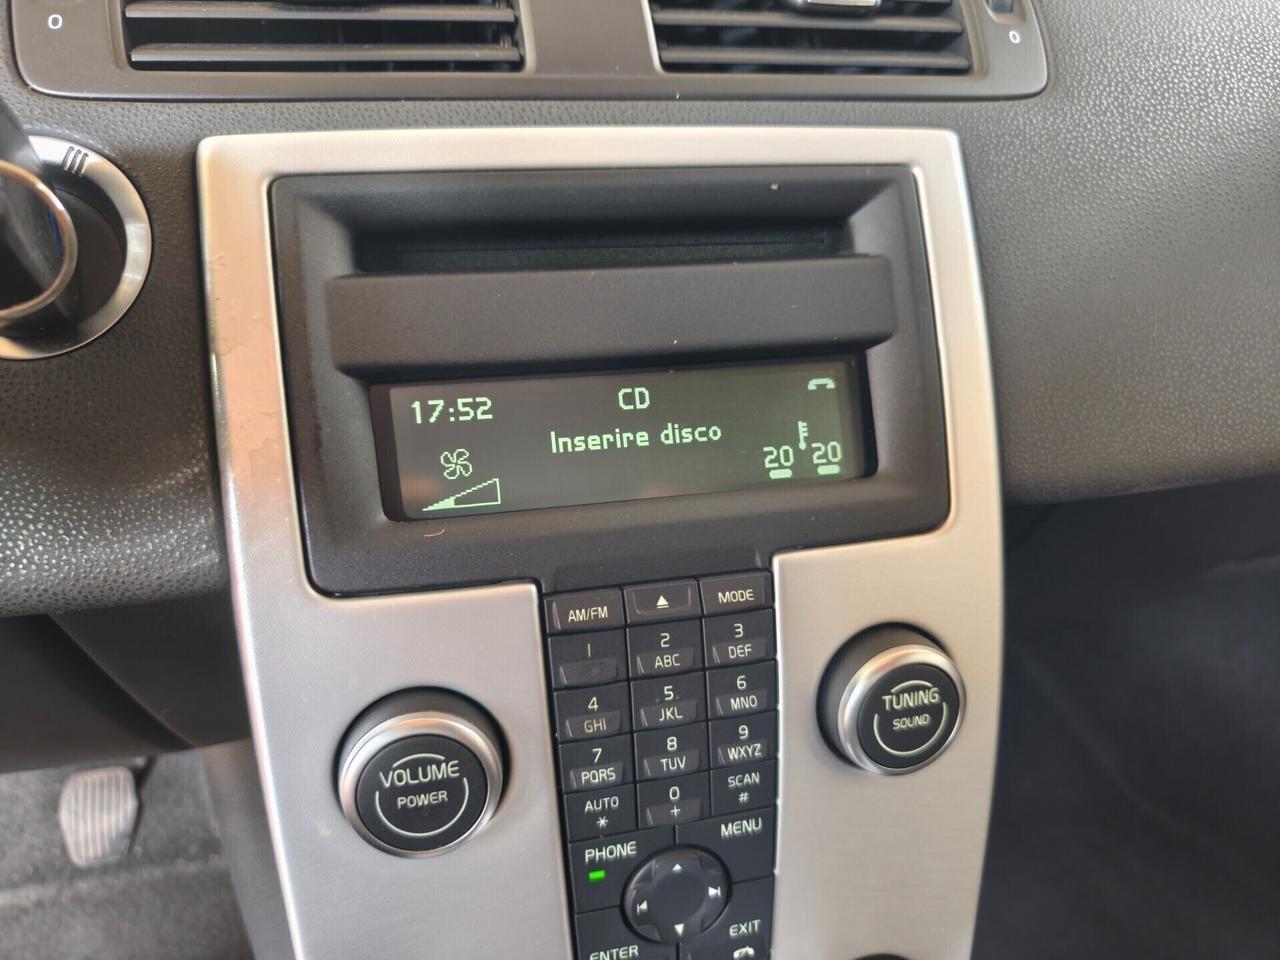 0
0
17:52
CD
Inserire disco
20 20
AM/FM
MODE
1
2
ABC
3
DEF
4
GHI
5
JKL
6
MNO
7
PQRS
8
TUV
9
WXYZ
AUTO
*
0
+
SCAN
#
VOLUME
POWER
TUNING
SOUND
PHONE
MENU
ENTER
EXIT